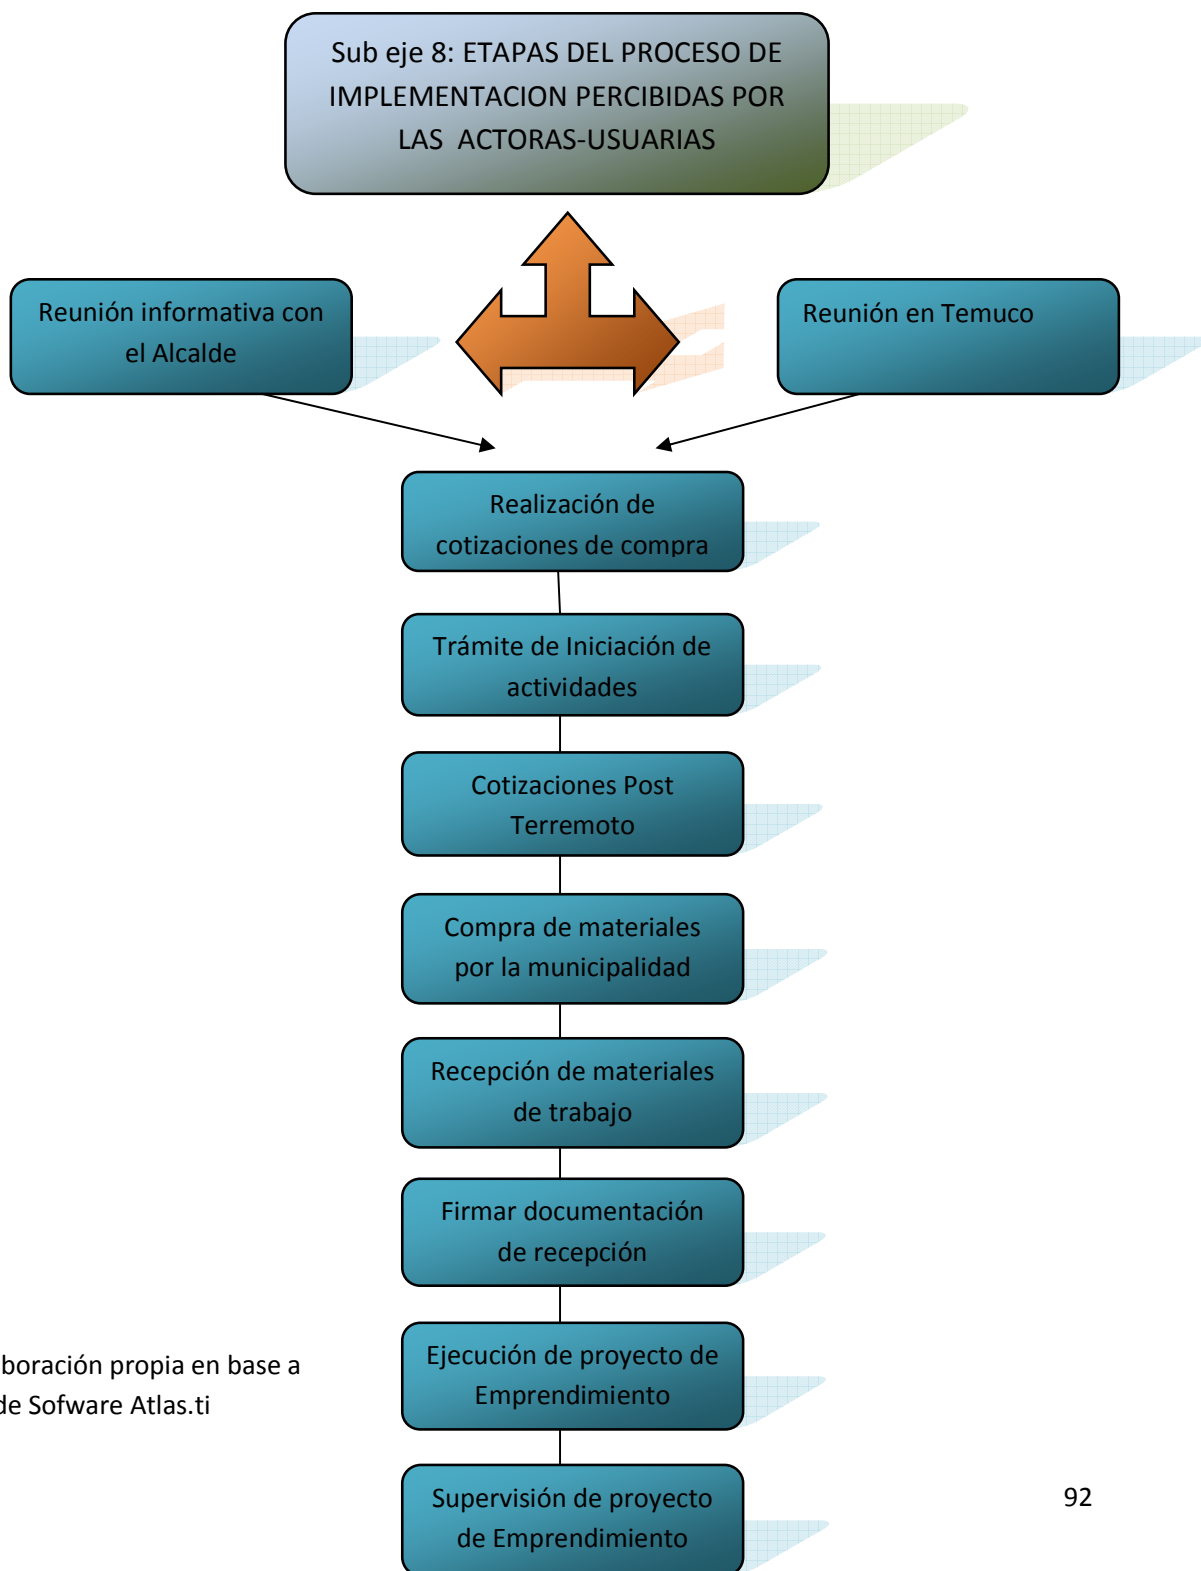 Sub eje 8: ETAPAS DEL PROCESO DE
IMPLEMENTACION PERCIBIDAS POR
LAS ACTORAS-USUARIAS
Reunión informativa con
el Alcalde
Reunión en Temuco
Realización de
cotizaciones de compra
Trámite de Iniciación de
actividades
Cotizaciones Post
Terremoto
Compra de materiales
por la municipalidad
Recepción de materiales
de trabajo
Firmar documentación
de recepción
Ejecución de proyecto de
Emprendimiento
boración propia en base a
de Sofware Atlas.ti
Supervisión de proyecto
de Emprendimiento
92